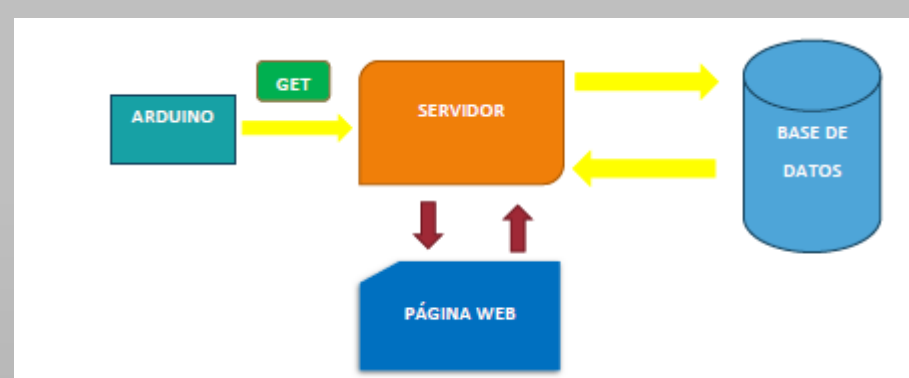 GET
ARDUINO
SERVIDOR
BASE DE
DATOS
PÁGINA WEB